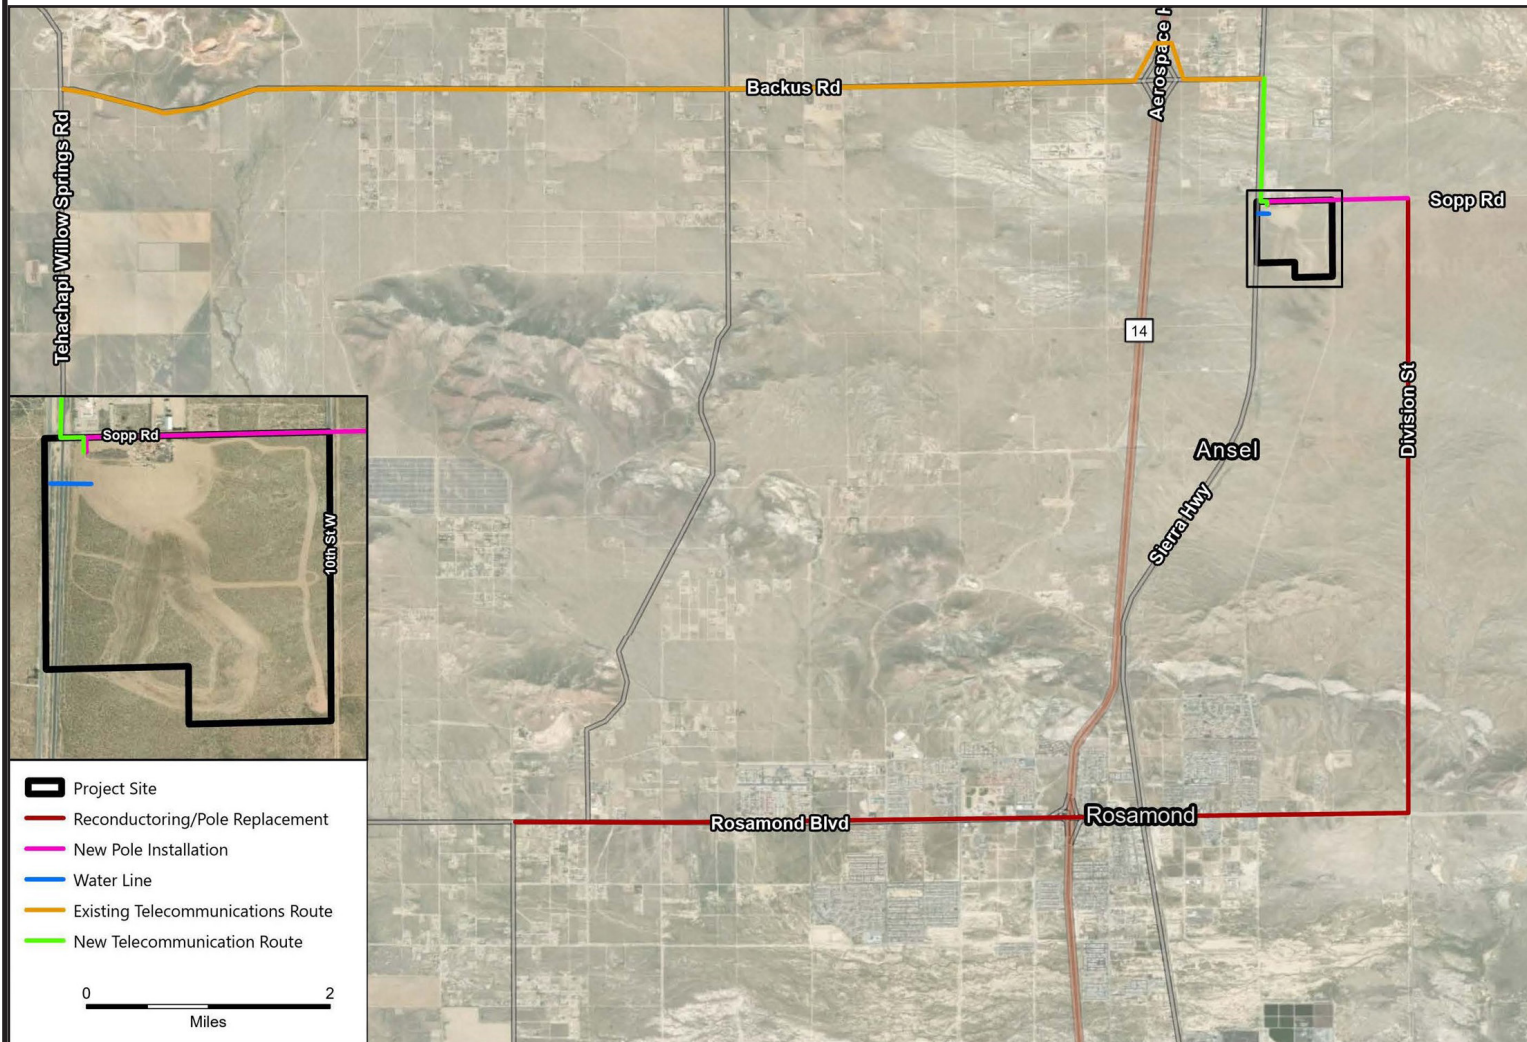 Aerospace H
Backus Rd
Tehachapi Willow Springs Rd
Sopp Rd
14
Division St
Ansel
Sierra Hwy
Sopp Rd
10th St W
Rosamond Blvd
Rosamond
Project Site
Reconductoring/Pole Replacement
New Pole Installation
Water Line
Existing Telecommunications Route
New Telecommunication Route
0 2
Miles